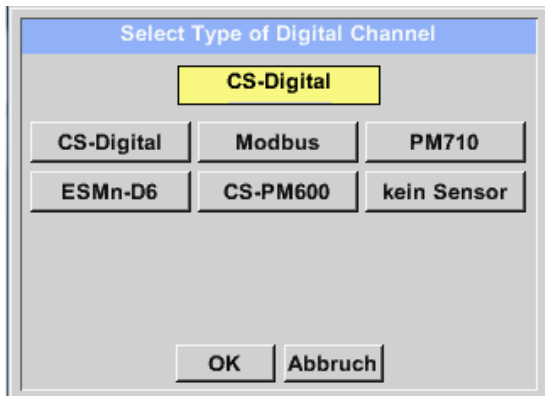 Select Type of Digital Channel
CS-Digital
CS-Digital Modbus PM710
ESMn-D6 CS-PM600 kein Sensor
OK Abbruch